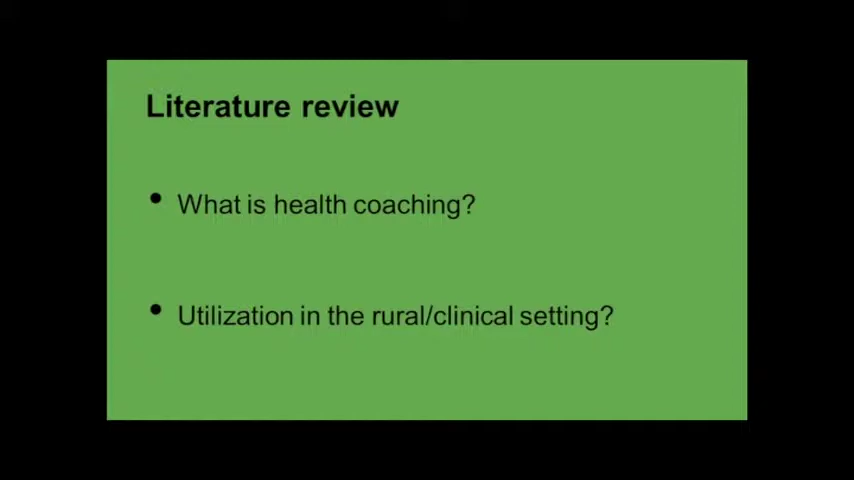 Literature review
• What is health coaching?
• Utilization in the rural/clinical setting?